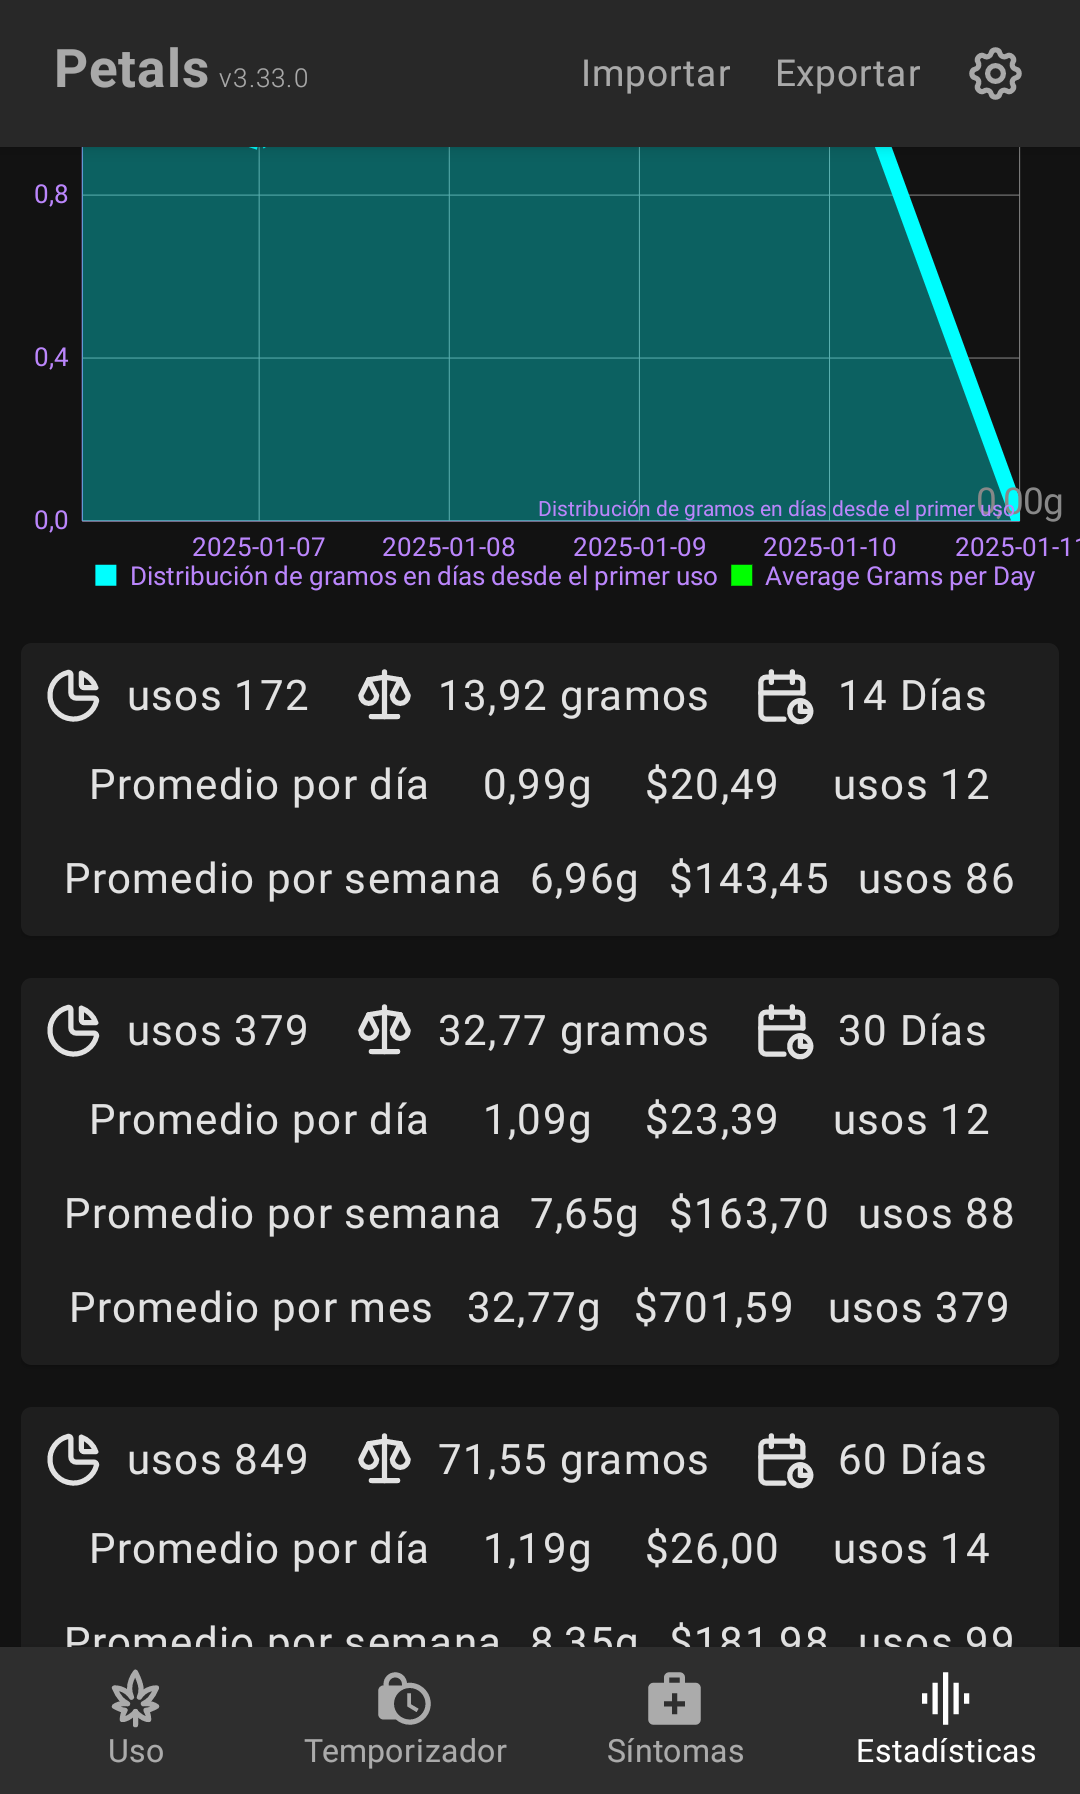 Petals v3.33.0 Importar Exportar
0,8
0,4
0,0
Distribución de gramos en días desde el primer uso
0,00g
2025-01-07 2025-01-08 2025-01-09 2025-01-10 2025-01-11
Distribución de gramos en días desde el primer uso Average Grams per Day
usos 172 13,92 gramos 14 Días
Promedio por día 0,99g $20,49 usos 12
Promedio por semana 6,96g $143,45 usos 86
usos 379 32,77 gramos 30 Días
Promedio por día 1,09g $23,39 usos 12
Promedio por semana 7,65g $163,70 usos 88
Promedio por mes 32,77g $701,59 usos 379
usos 849 71,55 gramos 60 Días
Promedio por día 1,19g $26,00 usos 14
Promedio por semana 8,35g $181,98 usos 99
Uso Temporizador Síntomas Estadísticas